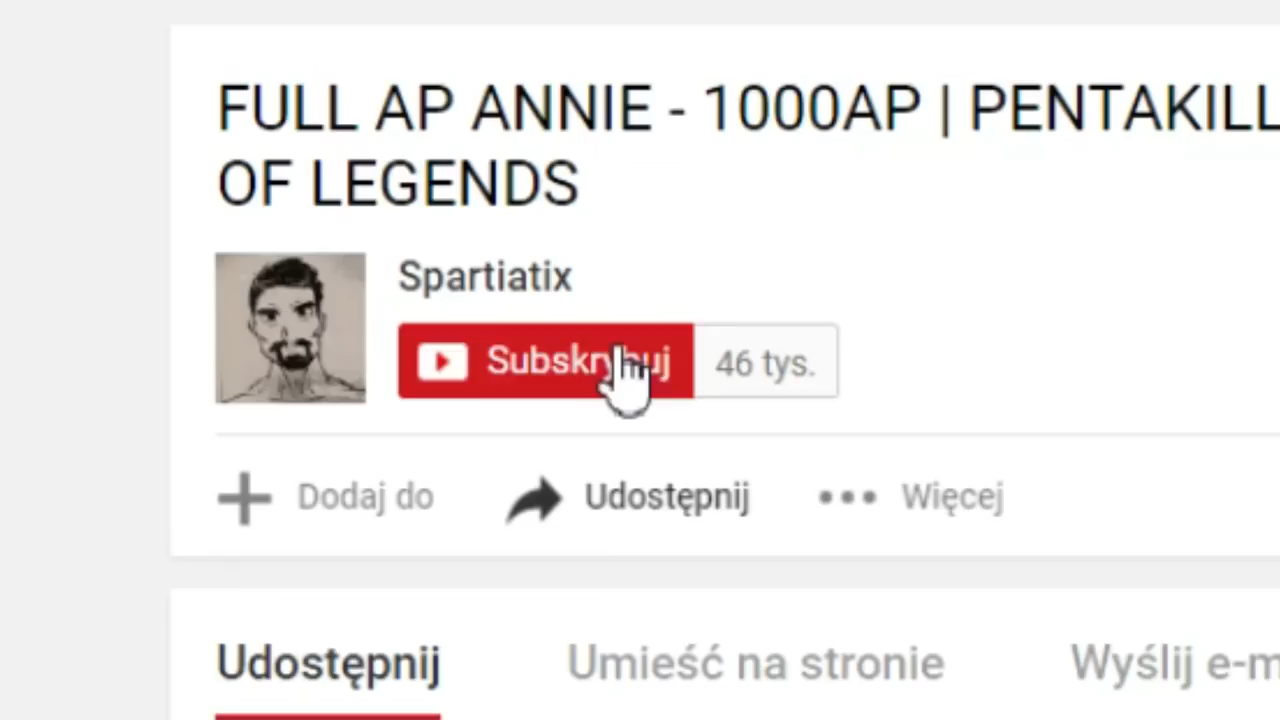 FULL AP ANNIE - 1000AP | PENTAKILL
OF LEGENDS
Spartiatix
Subskrybuj 46 tys.
Dodaj do Udostępnij Więcej
Udostępnij Umieść na stronie Wyślij